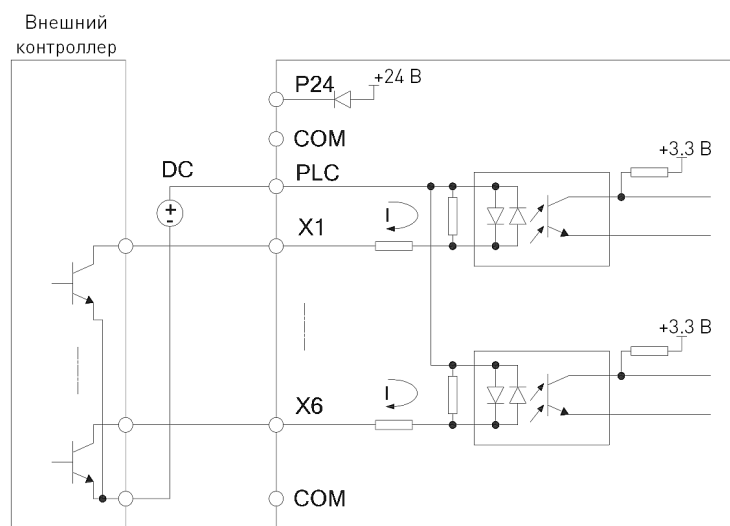 Внешний
контроллер
P24
+24 В
COM
DC
PLC
+3.3 В
+
-
I
X1
+3.3 В
I
X6
COM